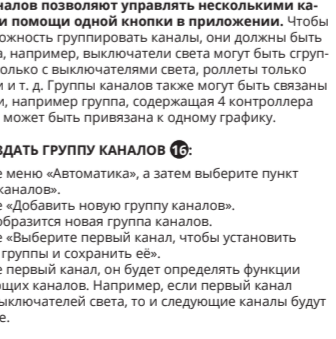 налов позволяют управлять несколькими ка-
и помощи одной кнопки в приложении. Чтобы
ожность группировать каналы, они должны быть
а, например, выключатели света могут быть сгруп-
олько с выключателями света, роллеты только
и и т. д. Группы каналов также могут быть связаны
и, например группа, содержащая 4 контроллера
может быть привязана к одному графику.
ЗДАТЬ ГРУППУ КАНАЛОВ 16:
е меню «Автоматика», а затем выберите пункт
каналов».
е «Добавить новую группу каналов».
образится новая группа каналов.
е «Выберите первый канал, чтобы установить
группы и сохранить её».
е первый канал, он будет определять функции
ющих каналов. Например, если первый канал
ыключателей света, то и следующие каналы будут
е.